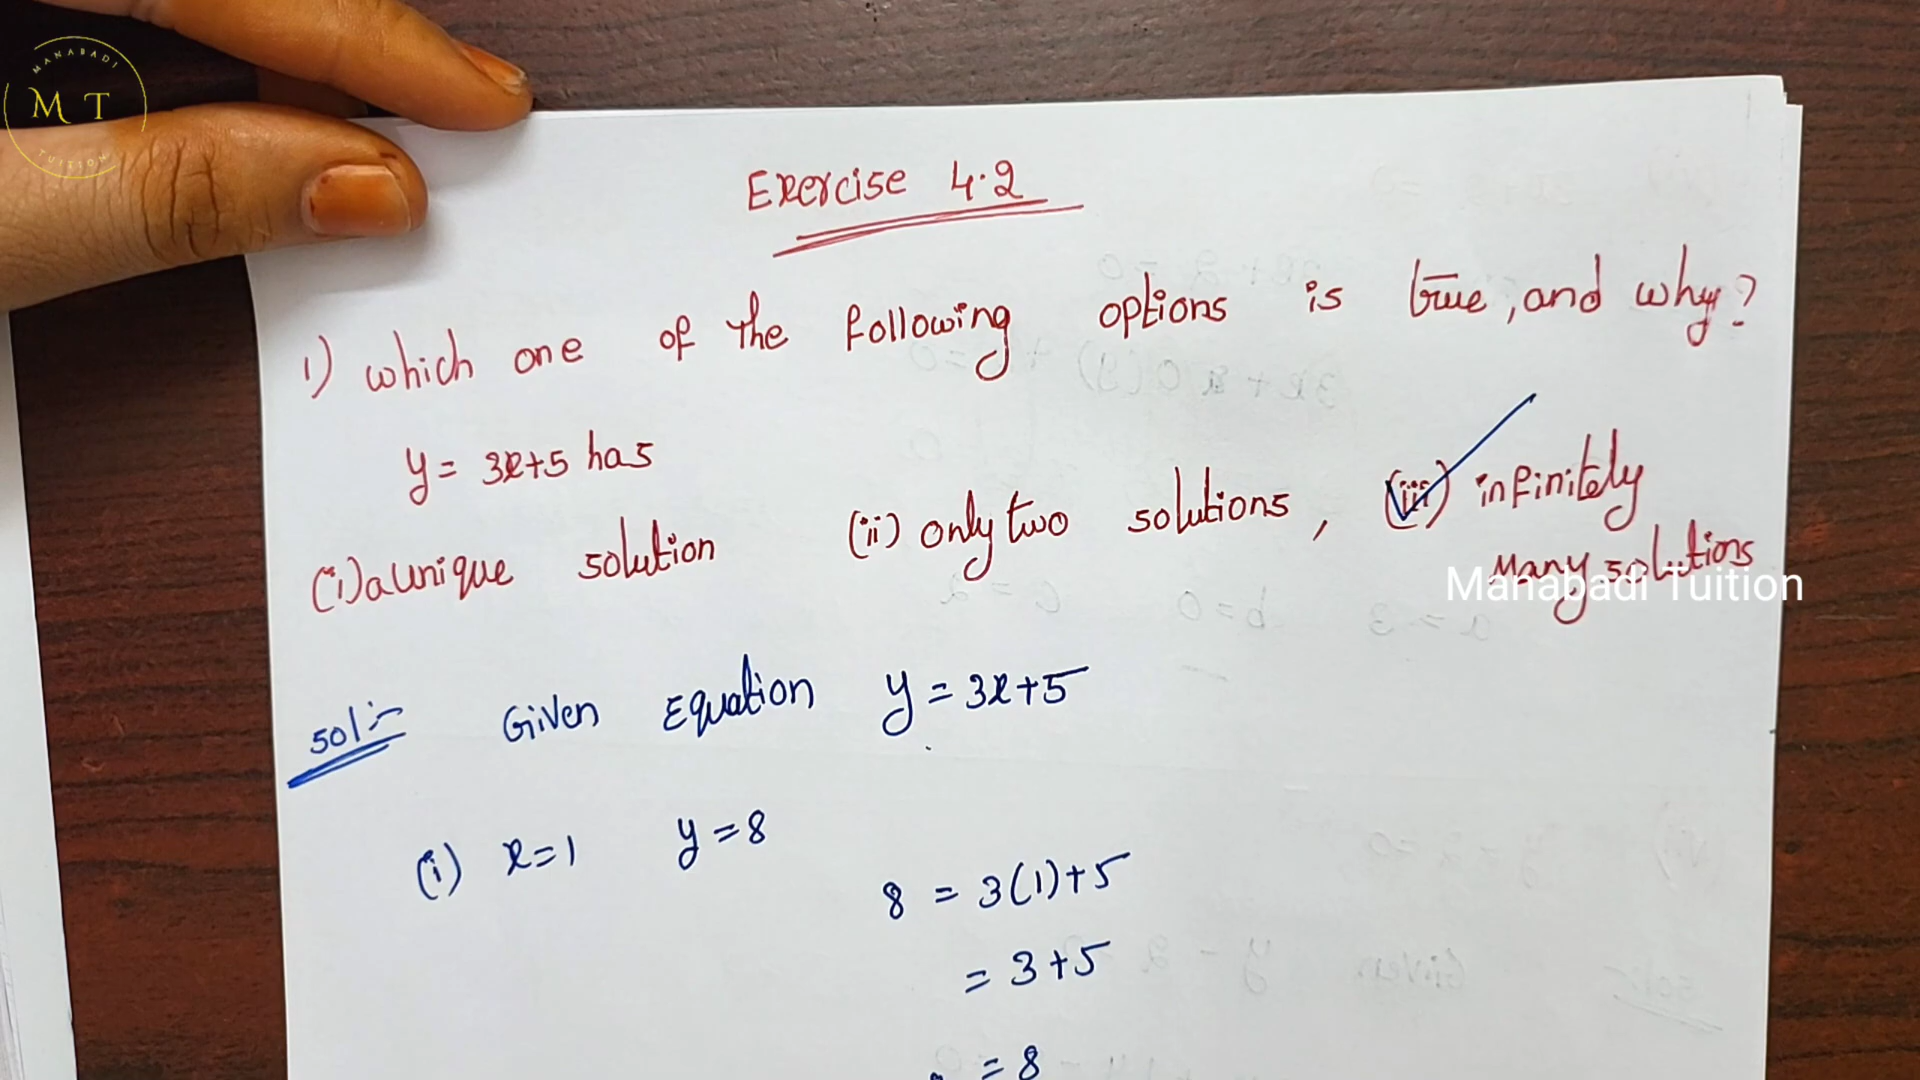 MANABADI
M T
TUITION
Exercise 4.2
1) which one of the following options is true, and why?
y = 3x+5 has
(i) a unique solution (ii) only two solutions, (iii) infinitely
many solutions
Manabadi Tuition
sol:- Given Equation y = 3x+5
(i) x=1 y=8
8 = 3(1)+5
= 3+5
= 8